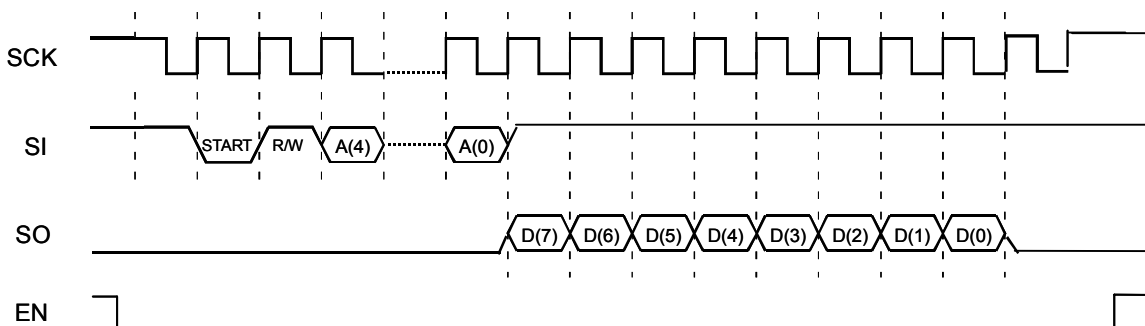 SCK
SI START R/W A(4) A(0)
SO D(7) D(6) D(5) D(4) D(3) D(2) D(1) D(0)
EN